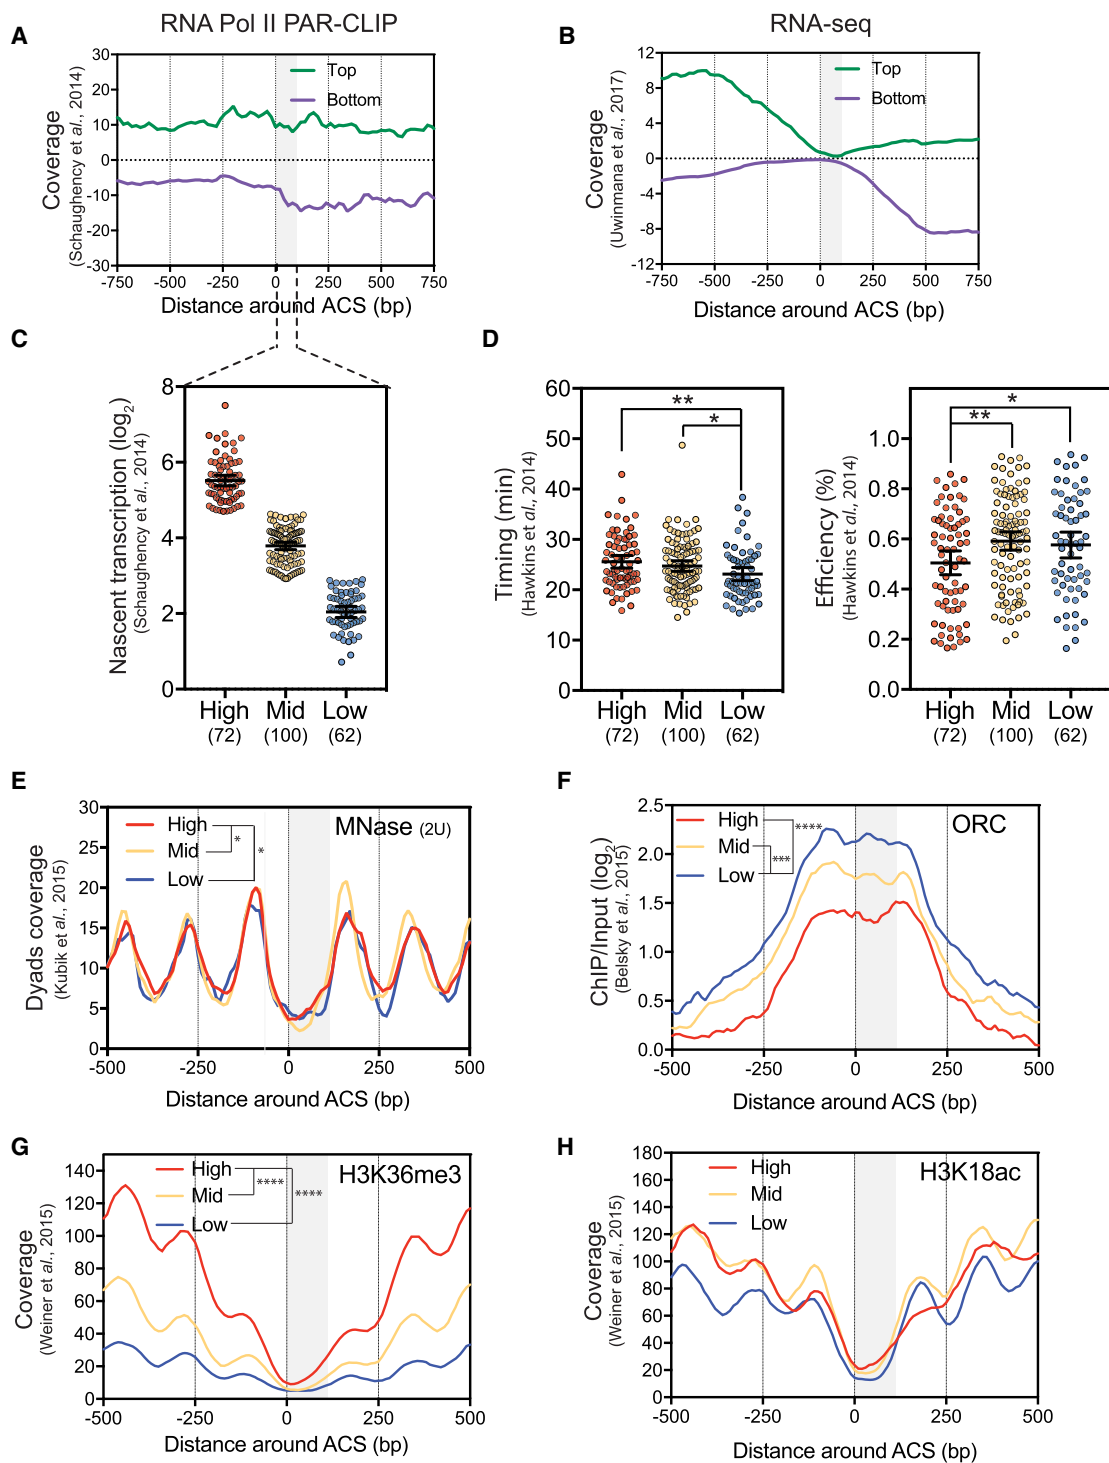 RNA Pol II PAR-CLIP
RNA-seq
A
30
20
10
0
-10
-20
-30
Coverage
(Schaughency et al., 2014)
Top
Bottom
-750
-500
-250
0
250
500
750
Distance around ACS (bp)
B
12
8
4
0
-4
-8
-12
Coverage
(Uwinmana et al., 2017)
Top
Bottom
-750
-500
-250
0
250
500
750
Distance around ACS (bp)
C
8
6
4
2
0
Nascent transcription (log2)
(Schaughency et al., 2014)
High
Mid
Low
(72)
(100)
(62)
D
60
50
40
30
20
10
0
Timing (min)
(Hawkins et al., 2014)
**
*
High
Mid
Low
(72)
(100)
(62)
1.0
0.8
0.6
0.4
0.2
0.0
Efficiency (%)
(Hawkins et al., 2014)
*
**
High
Mid
Low
(72)
(100)
(62)
E
30
25
20
15
10
5
0
Dyads coverage
(Kubik et al., 2015)
High
Mid
Low
*
*
MNase (2U)
-500
-250
0
250
500
Distance around ACS (bp)
F
2.5
2.0
1.5
1.0
0.5
0.0
ChIP/Input (log2)
(Belsky et al., 2015)
High
Mid
Low
****
***
ORC
-500
-250
0
250
500
Distance around ACS (bp)
G
140
120
100
80
60
40
20
0
Coverage
(Weiner et al., 2015)
High
Mid
Low
****
****
H3K36me3
-500
-250
0
250
500
Distance around ACS (bp)
H
180
160
140
120
100
80
60
40
20
0
Coverage
(Weiner et al., 2015)
High
Mid
Low
H3K18ac
-500
-250
0
250
500
Distance around ACS (bp)